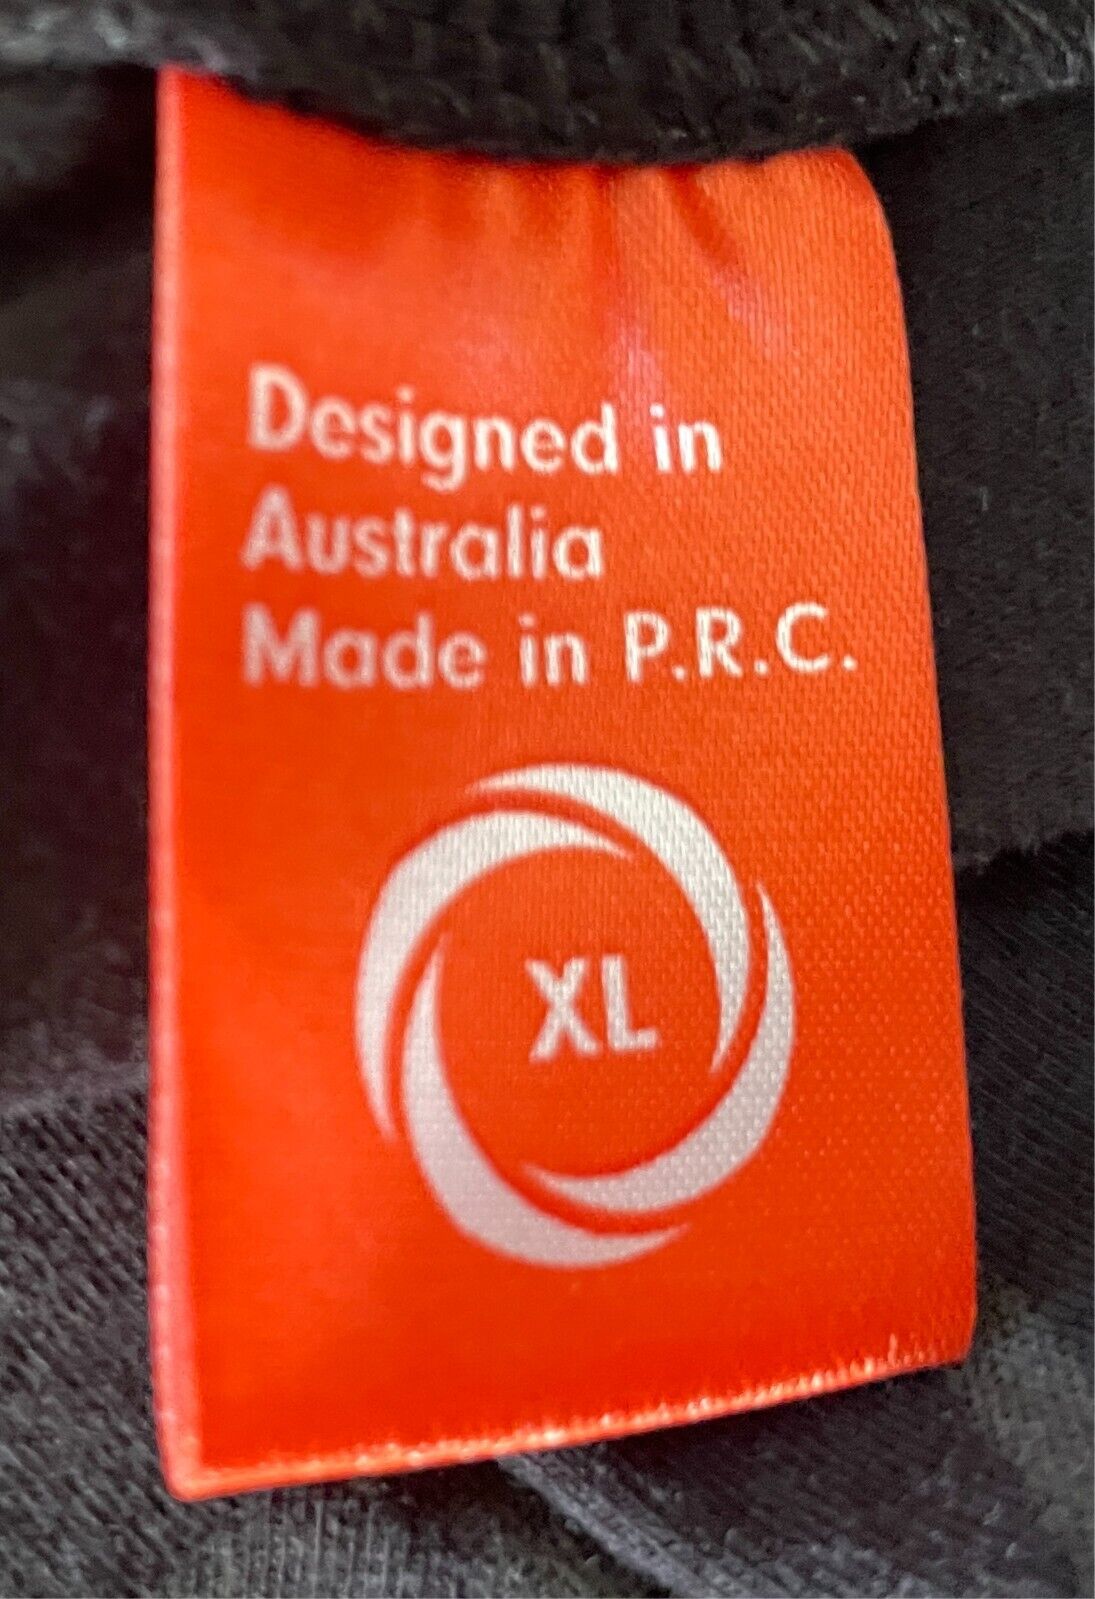 Designed in
Australia
Made in P.R.C.
XL